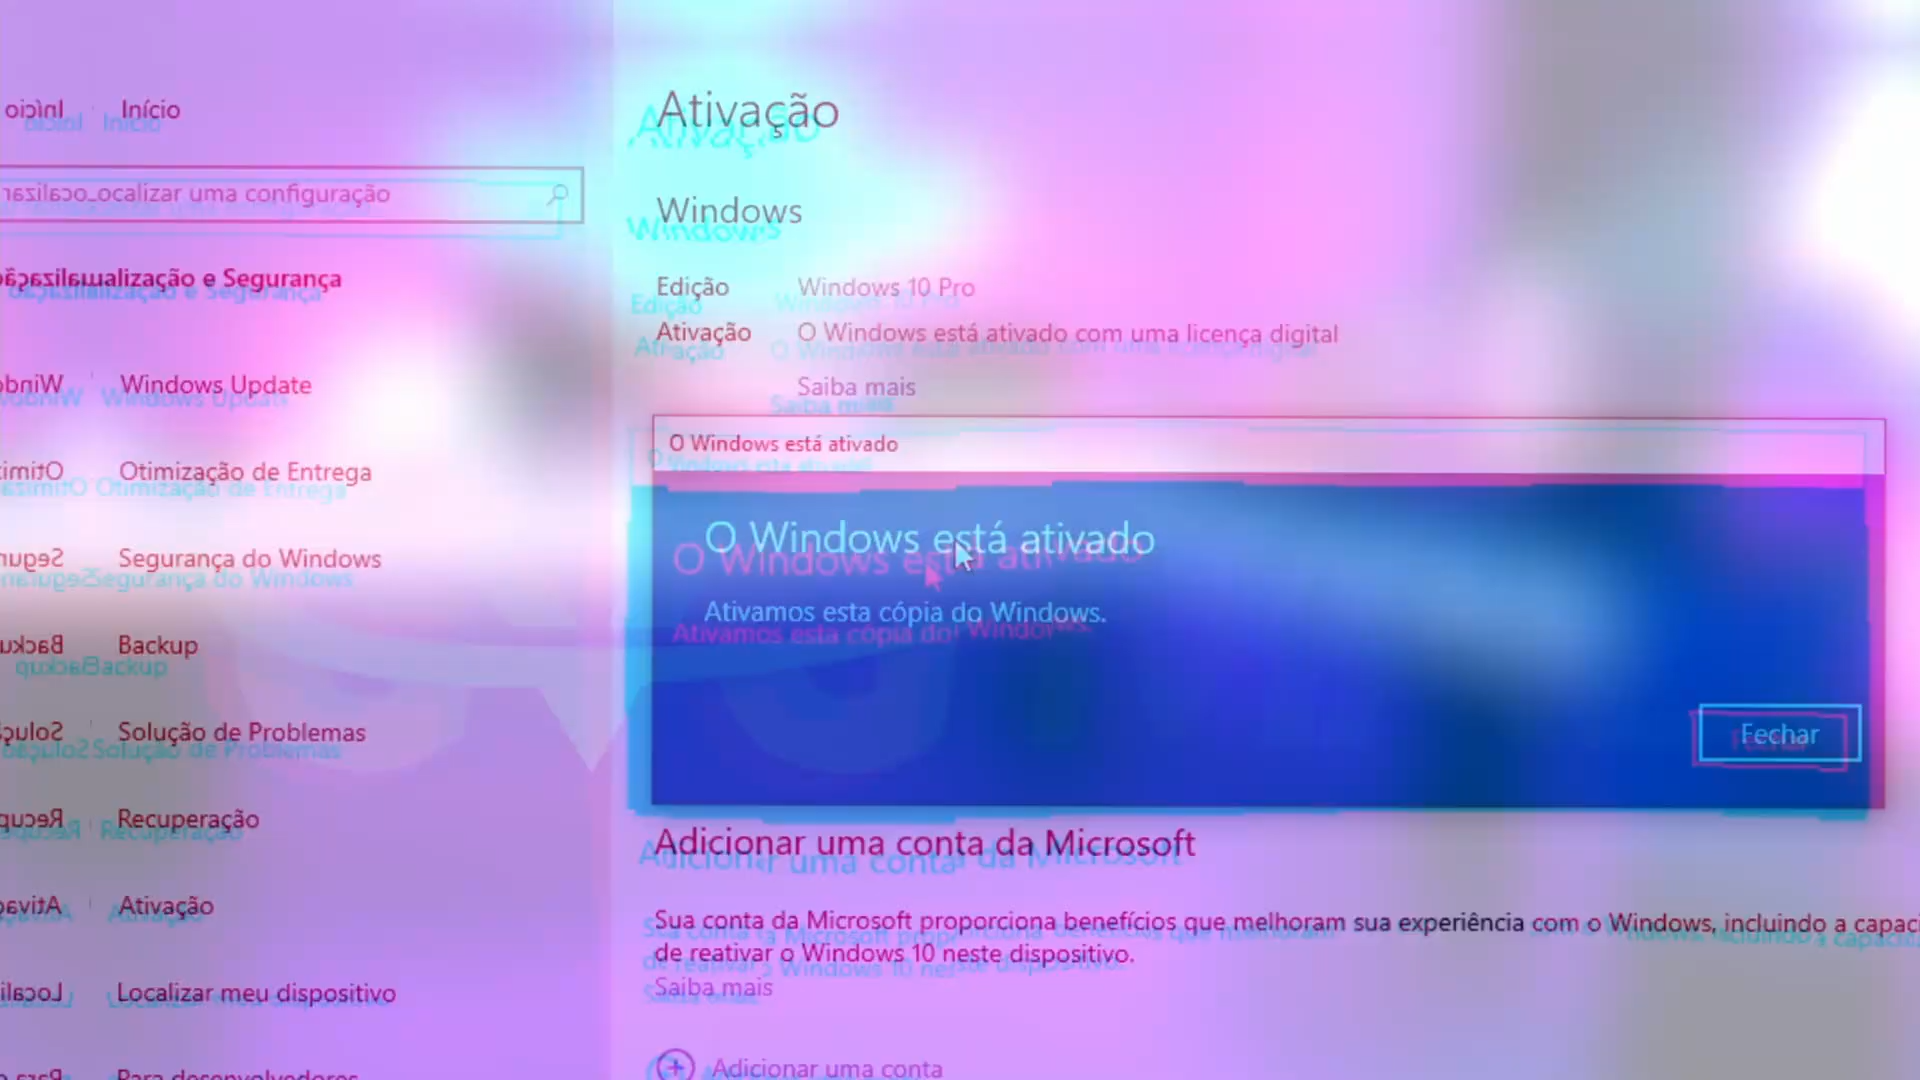 Início
ocalizar uma configuração
ualização e Segurança
Windows Update
Otimização de Entrega
Segurança do Windows
Backup
Solução de Problemas
Recuperação
Ativação
Localizar meu dispositivo
Para desenvolvedores
Ativação
Windows
Edição Windows 10 Pro
Ativação O Windows está ativado com uma licença digital
Saiba mais
O Windows está ativado
O Windows está ativado
Ativamos esta cópia do Windows.
Fechar
Adicionar uma conta da Microsoft
Sua conta da Microsoft proporciona benefícios que melhoram sua experiência com o Windows, incluindo a capaci
de reativar o Windows 10 neste dispositivo.
Saiba mais
Adicionar uma conta